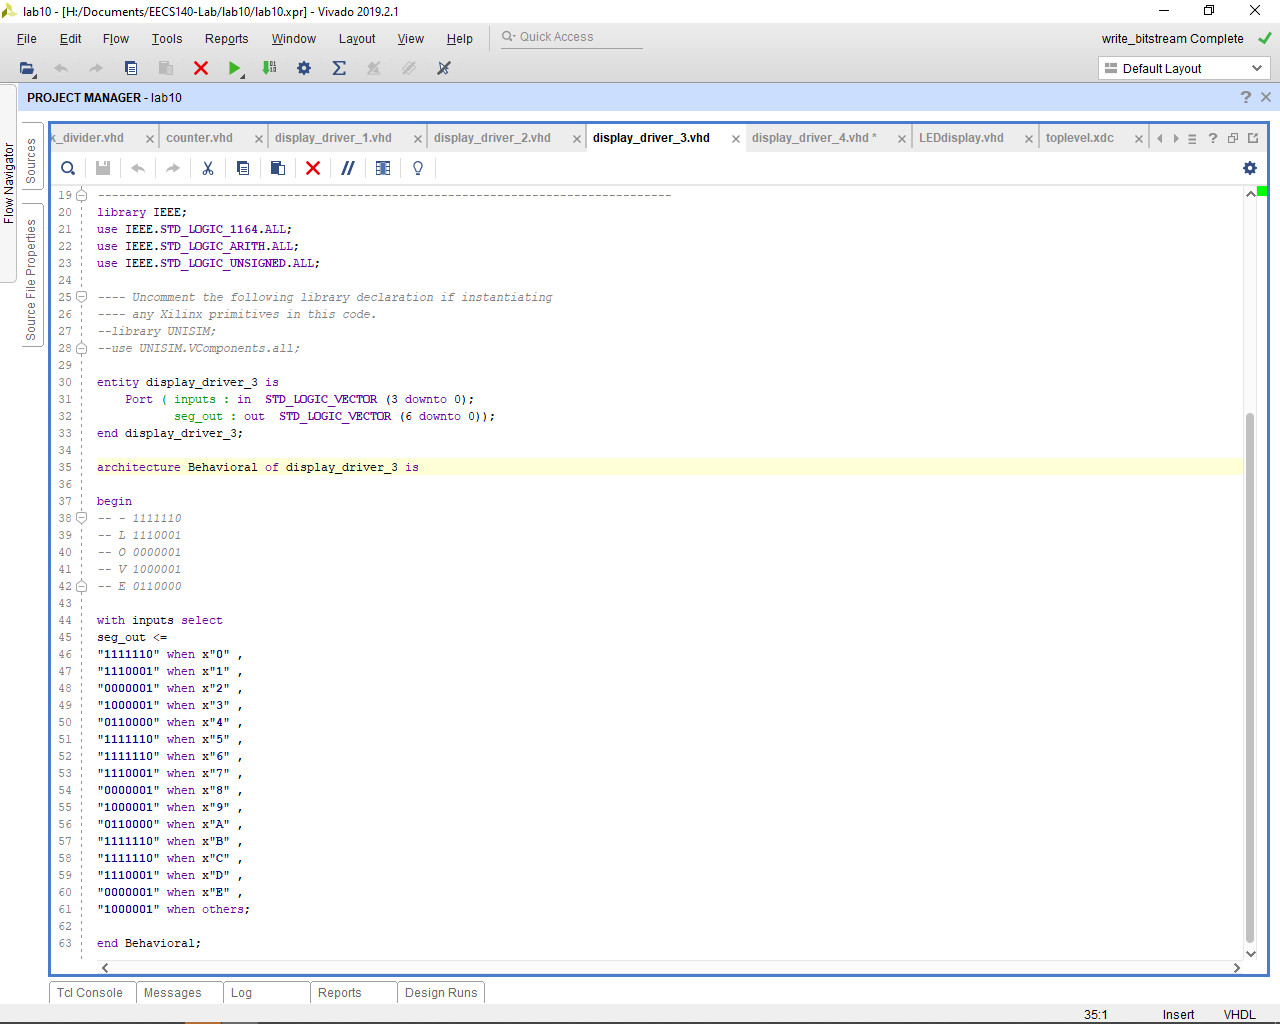 lab10 - [H:/Documents/EECS140-Lab/lab10/lab10.xpr] - Vivado 2019.2.1
File Edit Flow Tools Reports Window Layout View Help Quick Access
write_bitstream Complete
Default Layout
PROJECT MANAGER - lab10
Flow Navigator
Sources
Source File Properties
k_divider.vhd counter.vhd display_driver_1.vhd display_driver_2.vhd display_driver_3.vhd display_driver_4.vhd * LEDdisplay.vhd toplevel.xdc
19 ----------------------------------------------------------------------------------
20 library IEEE;
21 use IEEE.STD_LOGIC_1164.ALL;
22 use IEEE.STD_LOGIC_ARITH.ALL;
23 use IEEE.STD_LOGIC_UNSIGNED.ALL;
24
25 ---- Uncomment the following library declaration if instantiating
26 ---- any Xilinx primitives in this code.
27 --library UNISIM;
28 --use UNISIM.VComponents.all;
29
30 entity display_driver_3 is
31     Port ( inputs : in  STD_LOGIC_VECTOR (3 downto 0);
32            seg_out : out  STD_LOGIC_VECTOR (6 downto 0));
33 end display_driver_3;
34
35 architecture Behavioral of display_driver_3 is
36
37 begin
38 -- - 1111110
39 -- L 1110001
40 -- O 0000001
41 -- V 1000001
42 -- E 0110000
43
44 with inputs select
45 seg_out <=
46 "1111110" when x"0" ,
47 "1110001" when x"1" ,
48 "0000001" when x"2" ,
49 "1000001" when x"3" ,
50 "0110000" when x"4" ,
51 "1111110" when x"5" ,
52 "1111110" when x"6" ,
53 "1110001" when x"7" ,
54 "0000001" when x"8" ,
55 "1000001" when x"9" ,
56 "0110000" when x"A" ,
57 "1111110" when x"B" ,
58 "1111110" when x"C" ,
59 "1110001" when x"D" ,
60 "0000001" when x"E" ,
61 "1000001" when others;
62
63 end Behavioral;
Tcl Console Messages Log Reports Design Runs
35:1 Insert VHDL